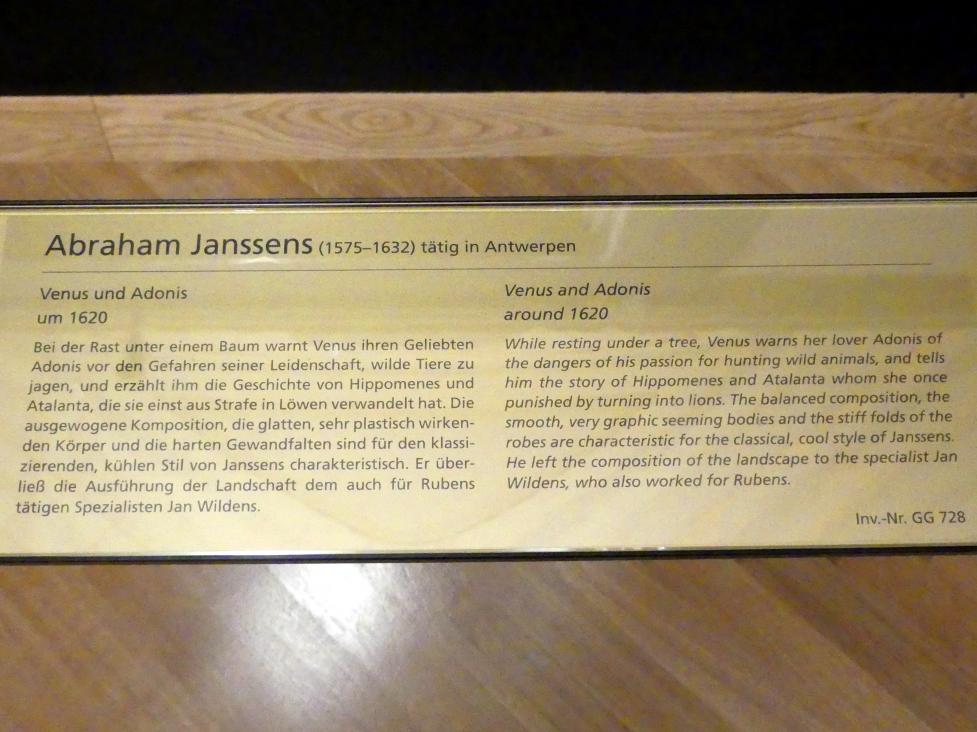 Abraham Janssens (1575–1632) tätig in Antwerpen
Venus und Adonis
um 1620
Bei der Rast unter einem Baum warnt Venus ihren Geliebten
Adonis vor den Gefahren seiner Leidenschaft, wilde Tiere zu
jagen, und erzählt ihm die Geschichte von Hippomenes und
Atalanta, die sie einst aus Strafe in Löwen verwandelt hat. Die
ausgewogene Komposition, die glatten, sehr plastisch wirken-
den Körper und die harten Gewandfalten sind für den klassi-
zierenden, kühlen Stil von Janssens charakteristisch. Er über-
ließ die Ausführung der Landschaft dem auch für Rubens
tätigen Spezialisten Jan Wildens.
Venus and Adonis
around 1620
While resting under a tree, Venus warns her lover Adonis of
the dangers of his passion for hunting wild animals, and tells
him the story of Hippomenes and Atalanta whom she once
punished by turning into lions. The balanced composition, the
smooth, very graphic seeming bodies and the stiff folds of the
robes are characteristic for the classical, cool style of Janssens.
He left the composition of the landscape to the specialist Jan
Wildens, who also worked for Rubens.
Inv.-Nr. GG 728